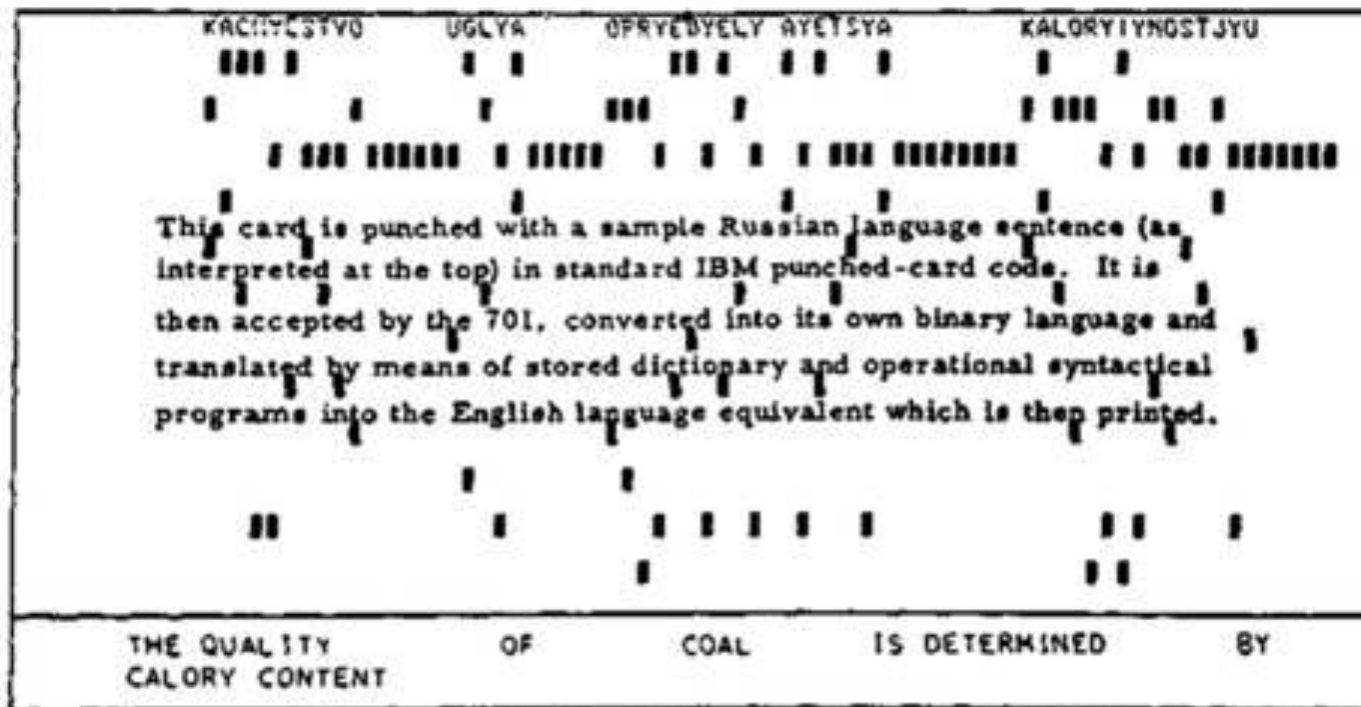 KACHYESTVO UGLYA OPRYEDYELY AYETSYA KALORYIYNOSTJYU
This card is punched with a sample Russian language sentence (as
interpreted at the top) in standard IBM punched-card code. It is
then accepted by the 701, converted into its own binary language and
translated by means of stored dictionary and operational syntactical
programs into the English language equivalent which is then printed.
THE QUALITY OF COAL IS DETERMINED BY
CALORY CONTENT